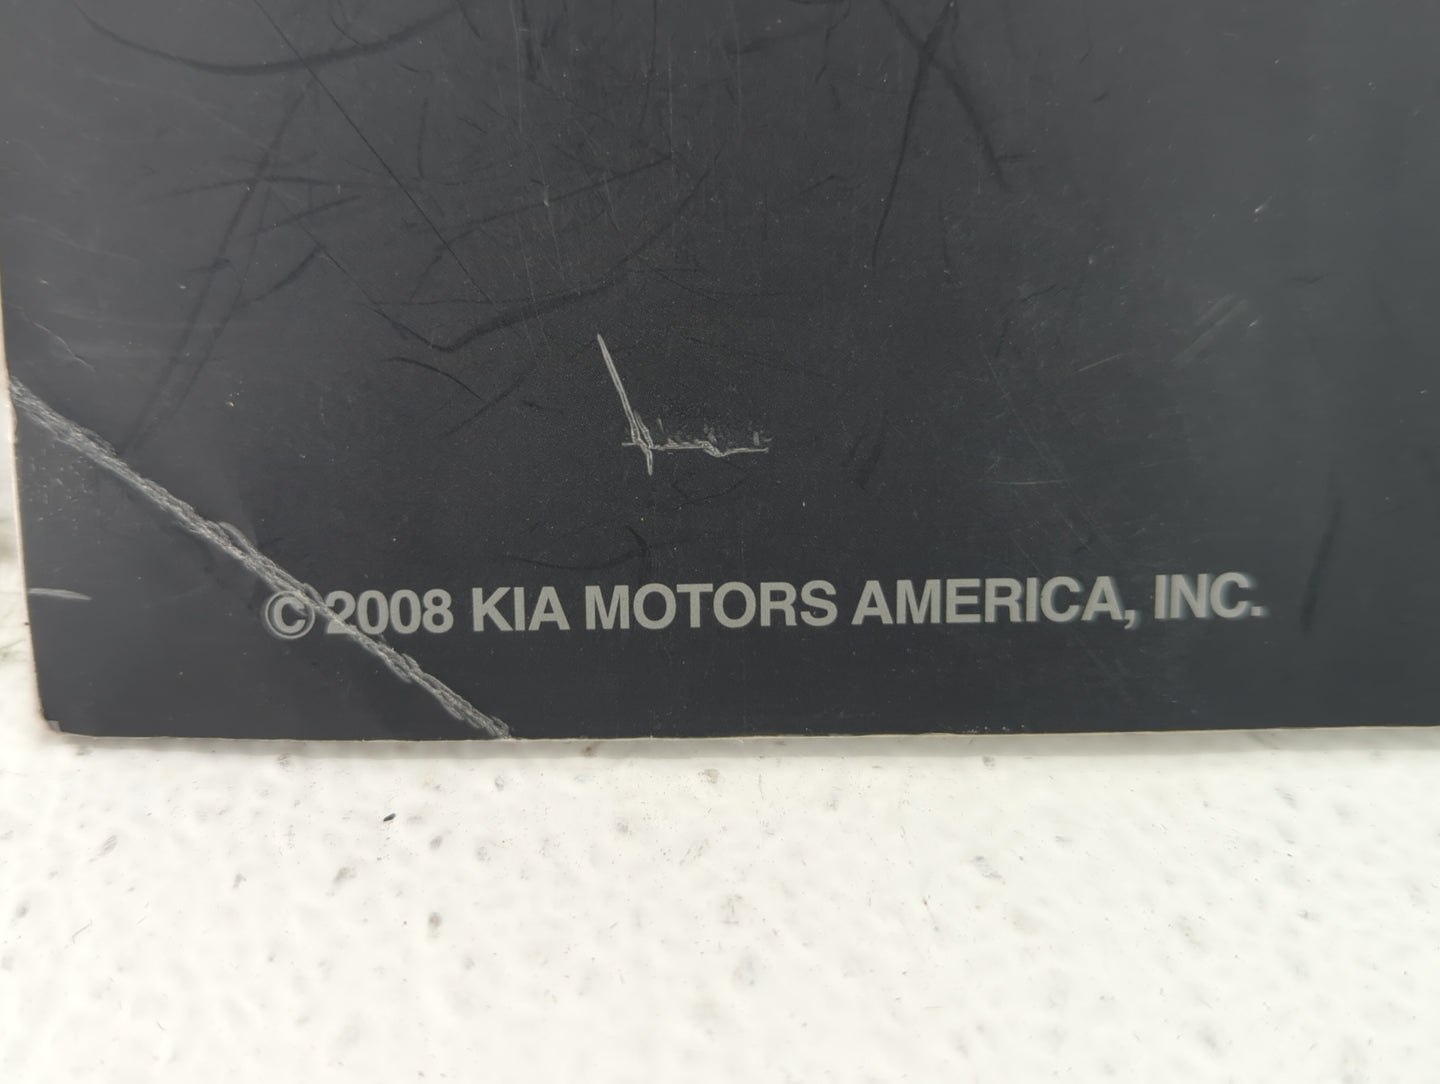 © 2008 KIA MOTORS AMERICA, INC.